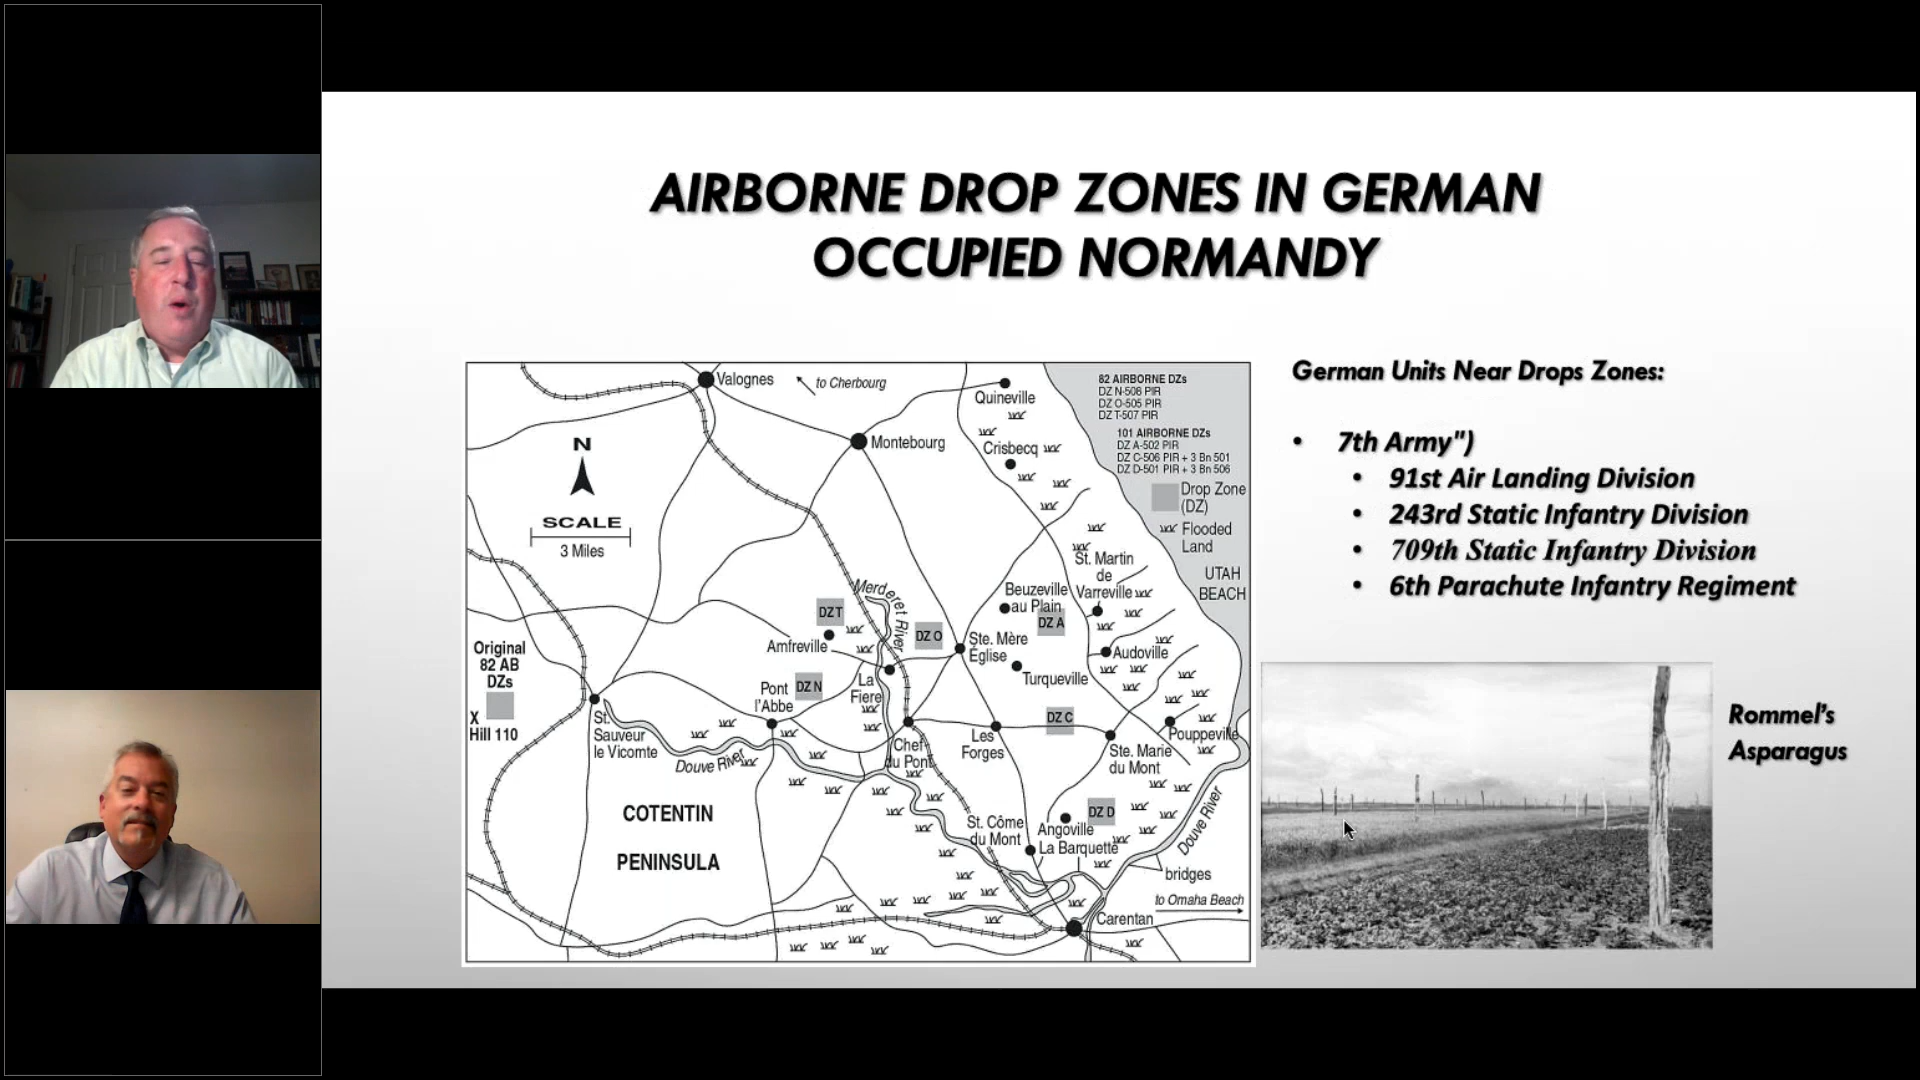 AIRBORNE DROP ZONES IN GERMAN
OCCUPIED NORMANDY
Valognes
to Cherbourg
Quineville
82 AIRBORNE DZs
DZ N-508 PIR
DZ O-505 PIR
DZ T-507 PIR
Montebourg
Crisbecq
101 AIRBORNE DZs
DZ A-502 PIR
DZ C-506 PIR + 3 Bn 501
DZ D-501 PIR + 3 Bn 506
N
Drop Zone
(DZ)
SCALE
3 Miles
Flooded
Land
St. Martin
de
Varreville
UTAH
BEACH
Merderet River
Beuzeville
au Plain
DZ T
DZ A
DZ O
Amfreville
Ste. Mère
Église
Audoville
Original
82 AB
DZs
X
Hill 110
DZ N
La
Fiere
Turqueville
Pont
l'Abbe
St.
Sauveur
le Vicomte
DZ C
Les
Forges
Pouppeville
Chef
du Pont
Ste. Marie
du Mont
Douve River
COTENTIN
PENINSULA
DZ D
St. Côme
du Mont
Angoville
La Barquette
Douve River
bridges
to Omaha Beach
Carentan
German Units Near Drops Zones:
• 7th Army")
• 91st Air Landing Division
• 243rd Static Infantry Division
• 709th Static Infantry Division
• 6th Parachute Infantry Regiment
Rommel's
Asparagus